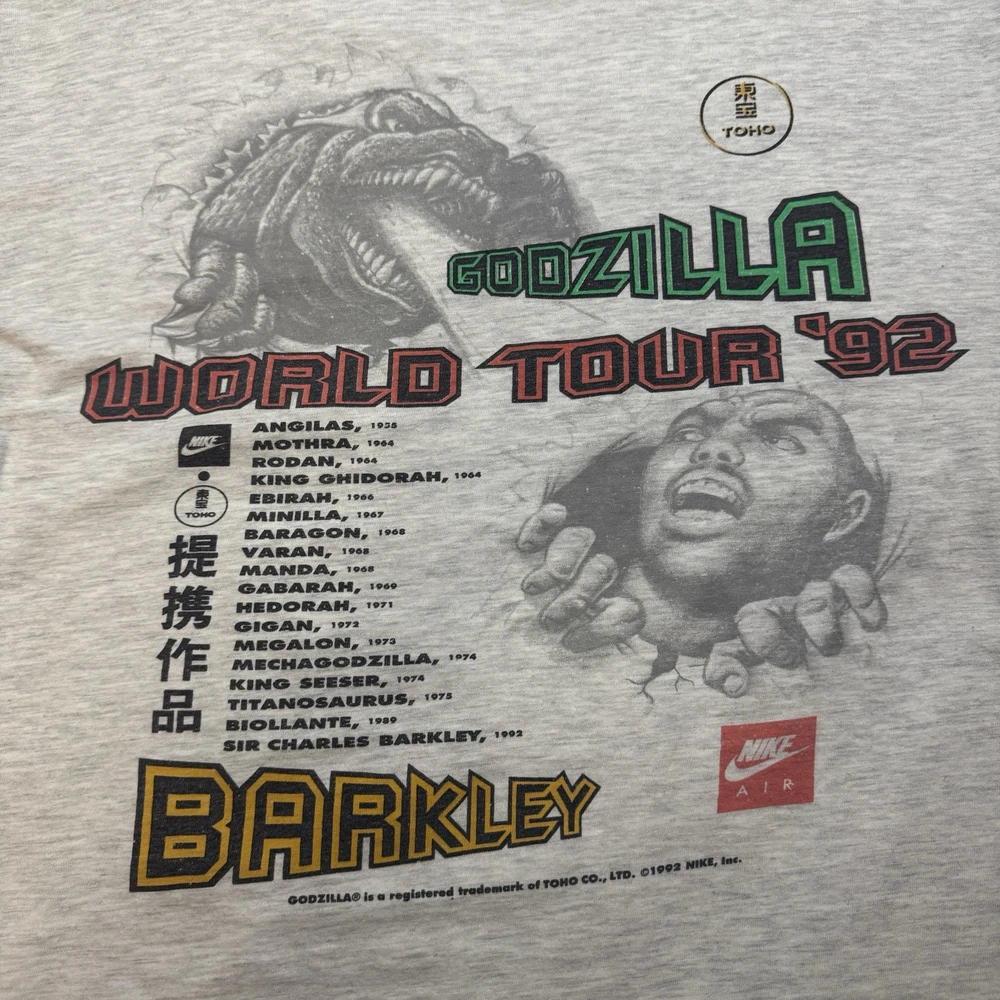 東宝
TOHO
GODZILLA
WORLD TOUR '92
NIKE
東宝
TOHO
提携作品
ANGILAS, 1955
MOTHRA, 1964
RODAN, 1964
KING GHIDORAH, 1964
EBIRAH, 1966
MINILLA, 1967
BARAGON, 1968
VARAN, 1968
MANDA, 1968
GABARAH, 1969
HEDORAH, 1971
GIGAN, 1972
MEGALON, 1973
MECHAGODZILLA, 1974
KING SEESER, 1974
TITANOSAURUS, 1975
BIOLLANTE, 1989
SIR CHARLES BARKLEY, 1992
NIKE
AIR
BARKLEY
GODZILLA® is a registered trademark of TOHO CO., LTD. ©1992 NIKE, Inc.